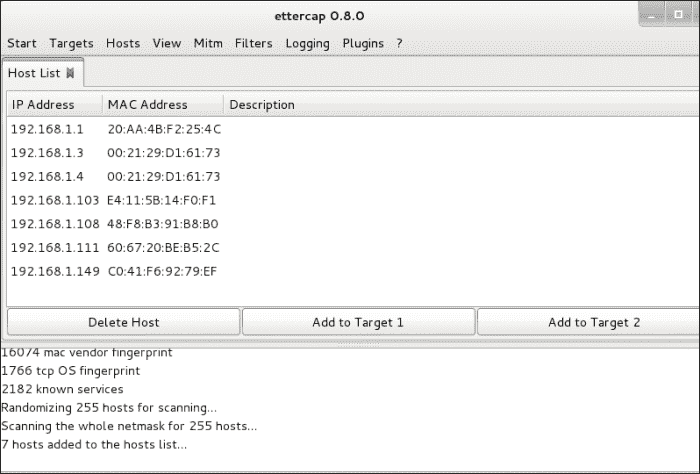 ettercap 0.8.0
Start Targets Hosts View Mitm Filters Logging Plugins ?
Host List
IP Address MAC Address Description
192.168.1.1 20:AA:4B:F2:25:4C
192.168.1.3 00:21:29:D1:61:73
192.168.1.4 00:21:29:D1:61:73
192.168.1.103 E4:11:5B:14:F0:F1
192.168.1.108 48:F8:B3:91:B8:B0
192.168.1.111 60:67:20:BE:B5:2C
192.168.1.149 C0:41:F6:92:79:EF
Delete Host Add to Target 1 Add to Target 2
16074 mac vendor fingerprint
1766 tcp OS fingerprint
2182 known services
Randomizing 255 hosts for scanning...
Scanning the whole netmask for 255 hosts...
7 hosts added to the hosts list...